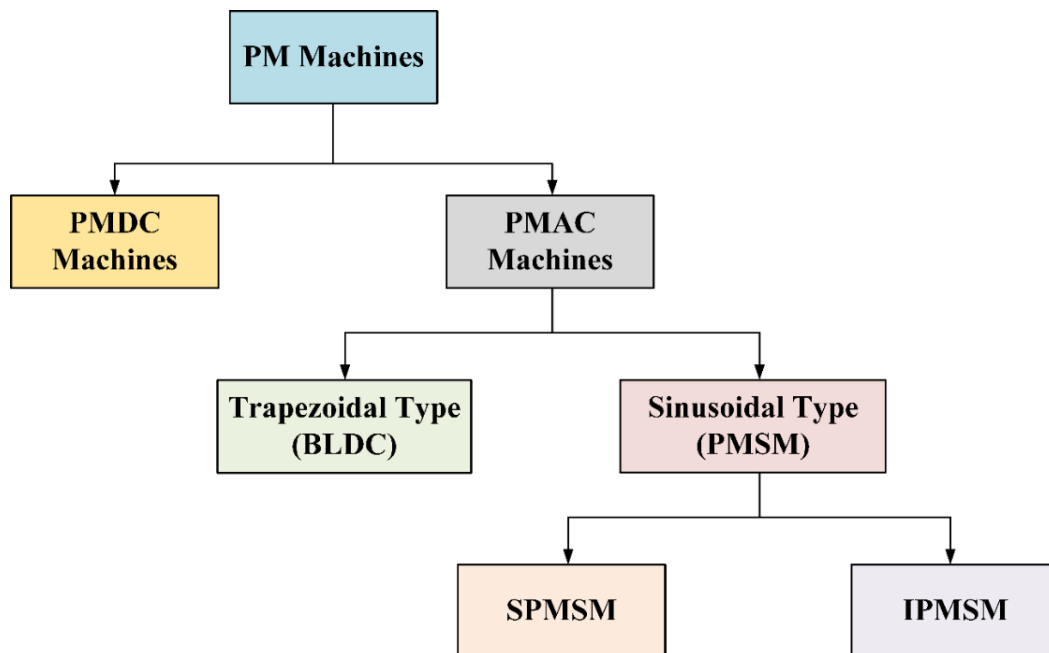 PM Machines
PMDC
Machines
PMAC
Machines
Trapezoidal Type
(BLDC)
Sinusoidal Type
(PMSM)
SPMSM
IPMSM